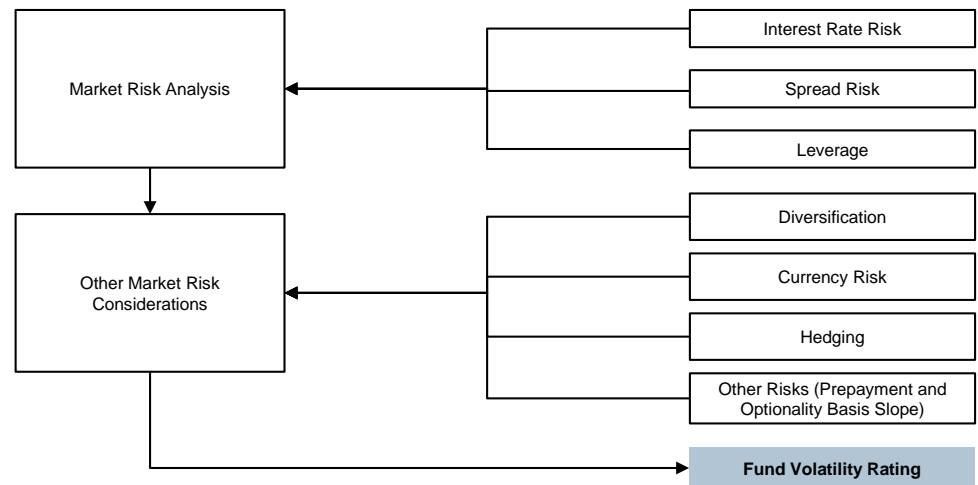 Market Risk Analysis
Interest Rate Risk
Spread Risk
Leverage
Other Market Risk
Considerations
Diversification
Currency Risk
Hedging
Other Risks (Prepayment and
Optionality Basis Slope)
Fund Volatility Rating